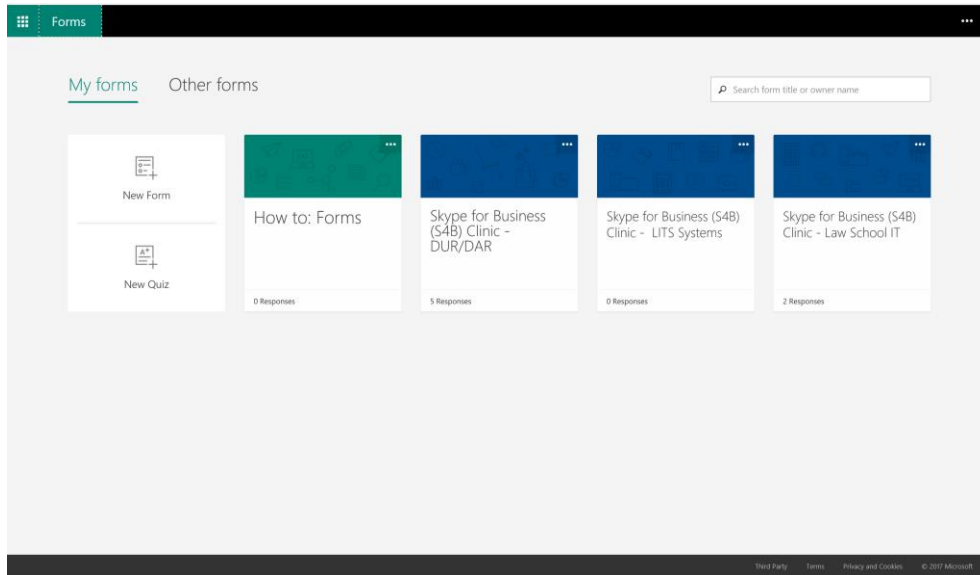 Forms
My forms
Other forms
Search form title or owner name
New Form
New Quiz
How to: Forms
0 Responses
Skype for Business
(S4B) Clinic -
DUR/DAR
5 Responses
Skype for Business (S4B)
Clinic - LITS Systems
0 Responses
Skype for Business (S4B)
Clinic - Law School IT
2 Responses
Third Party Terms Privacy and Cookies © 2017 Microsoft